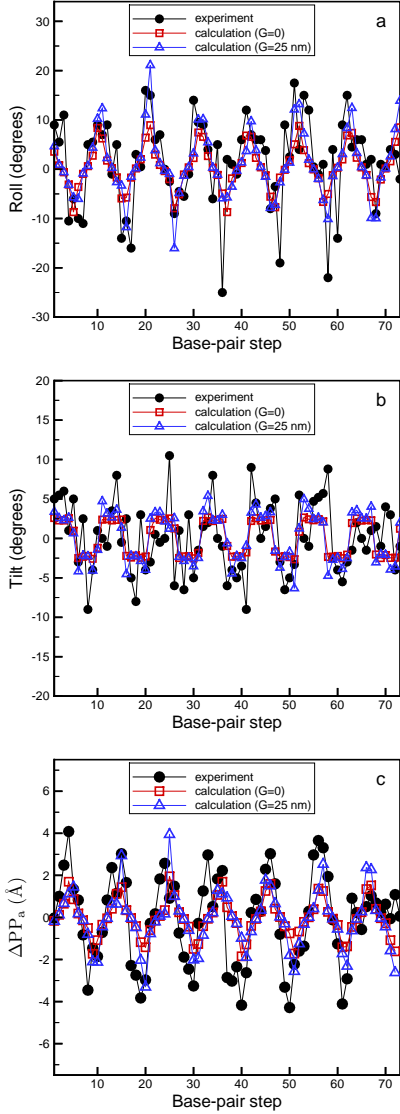 a
experiment
calculation (G=0)
calculation (G=25 nm)
Roll (degrees)
30
20
10
0
-10
-20
-30
10 20 30 40 50 60 70
Base-pair step
b
experiment
calculation (G=0)
calculation (G=25 nm)
Tilt (degrees)
20
15
10
5
0
-5
-10
-15
-20
10 20 30 40 50 60 70
Base-pair step
c
experiment
calculation (G=0)
calculation (G=25 nm)
ΔPPₐ (Å)
6
4
2
0
-2
-4
-6
10 20 30 40 50 60 70
Base-pair step